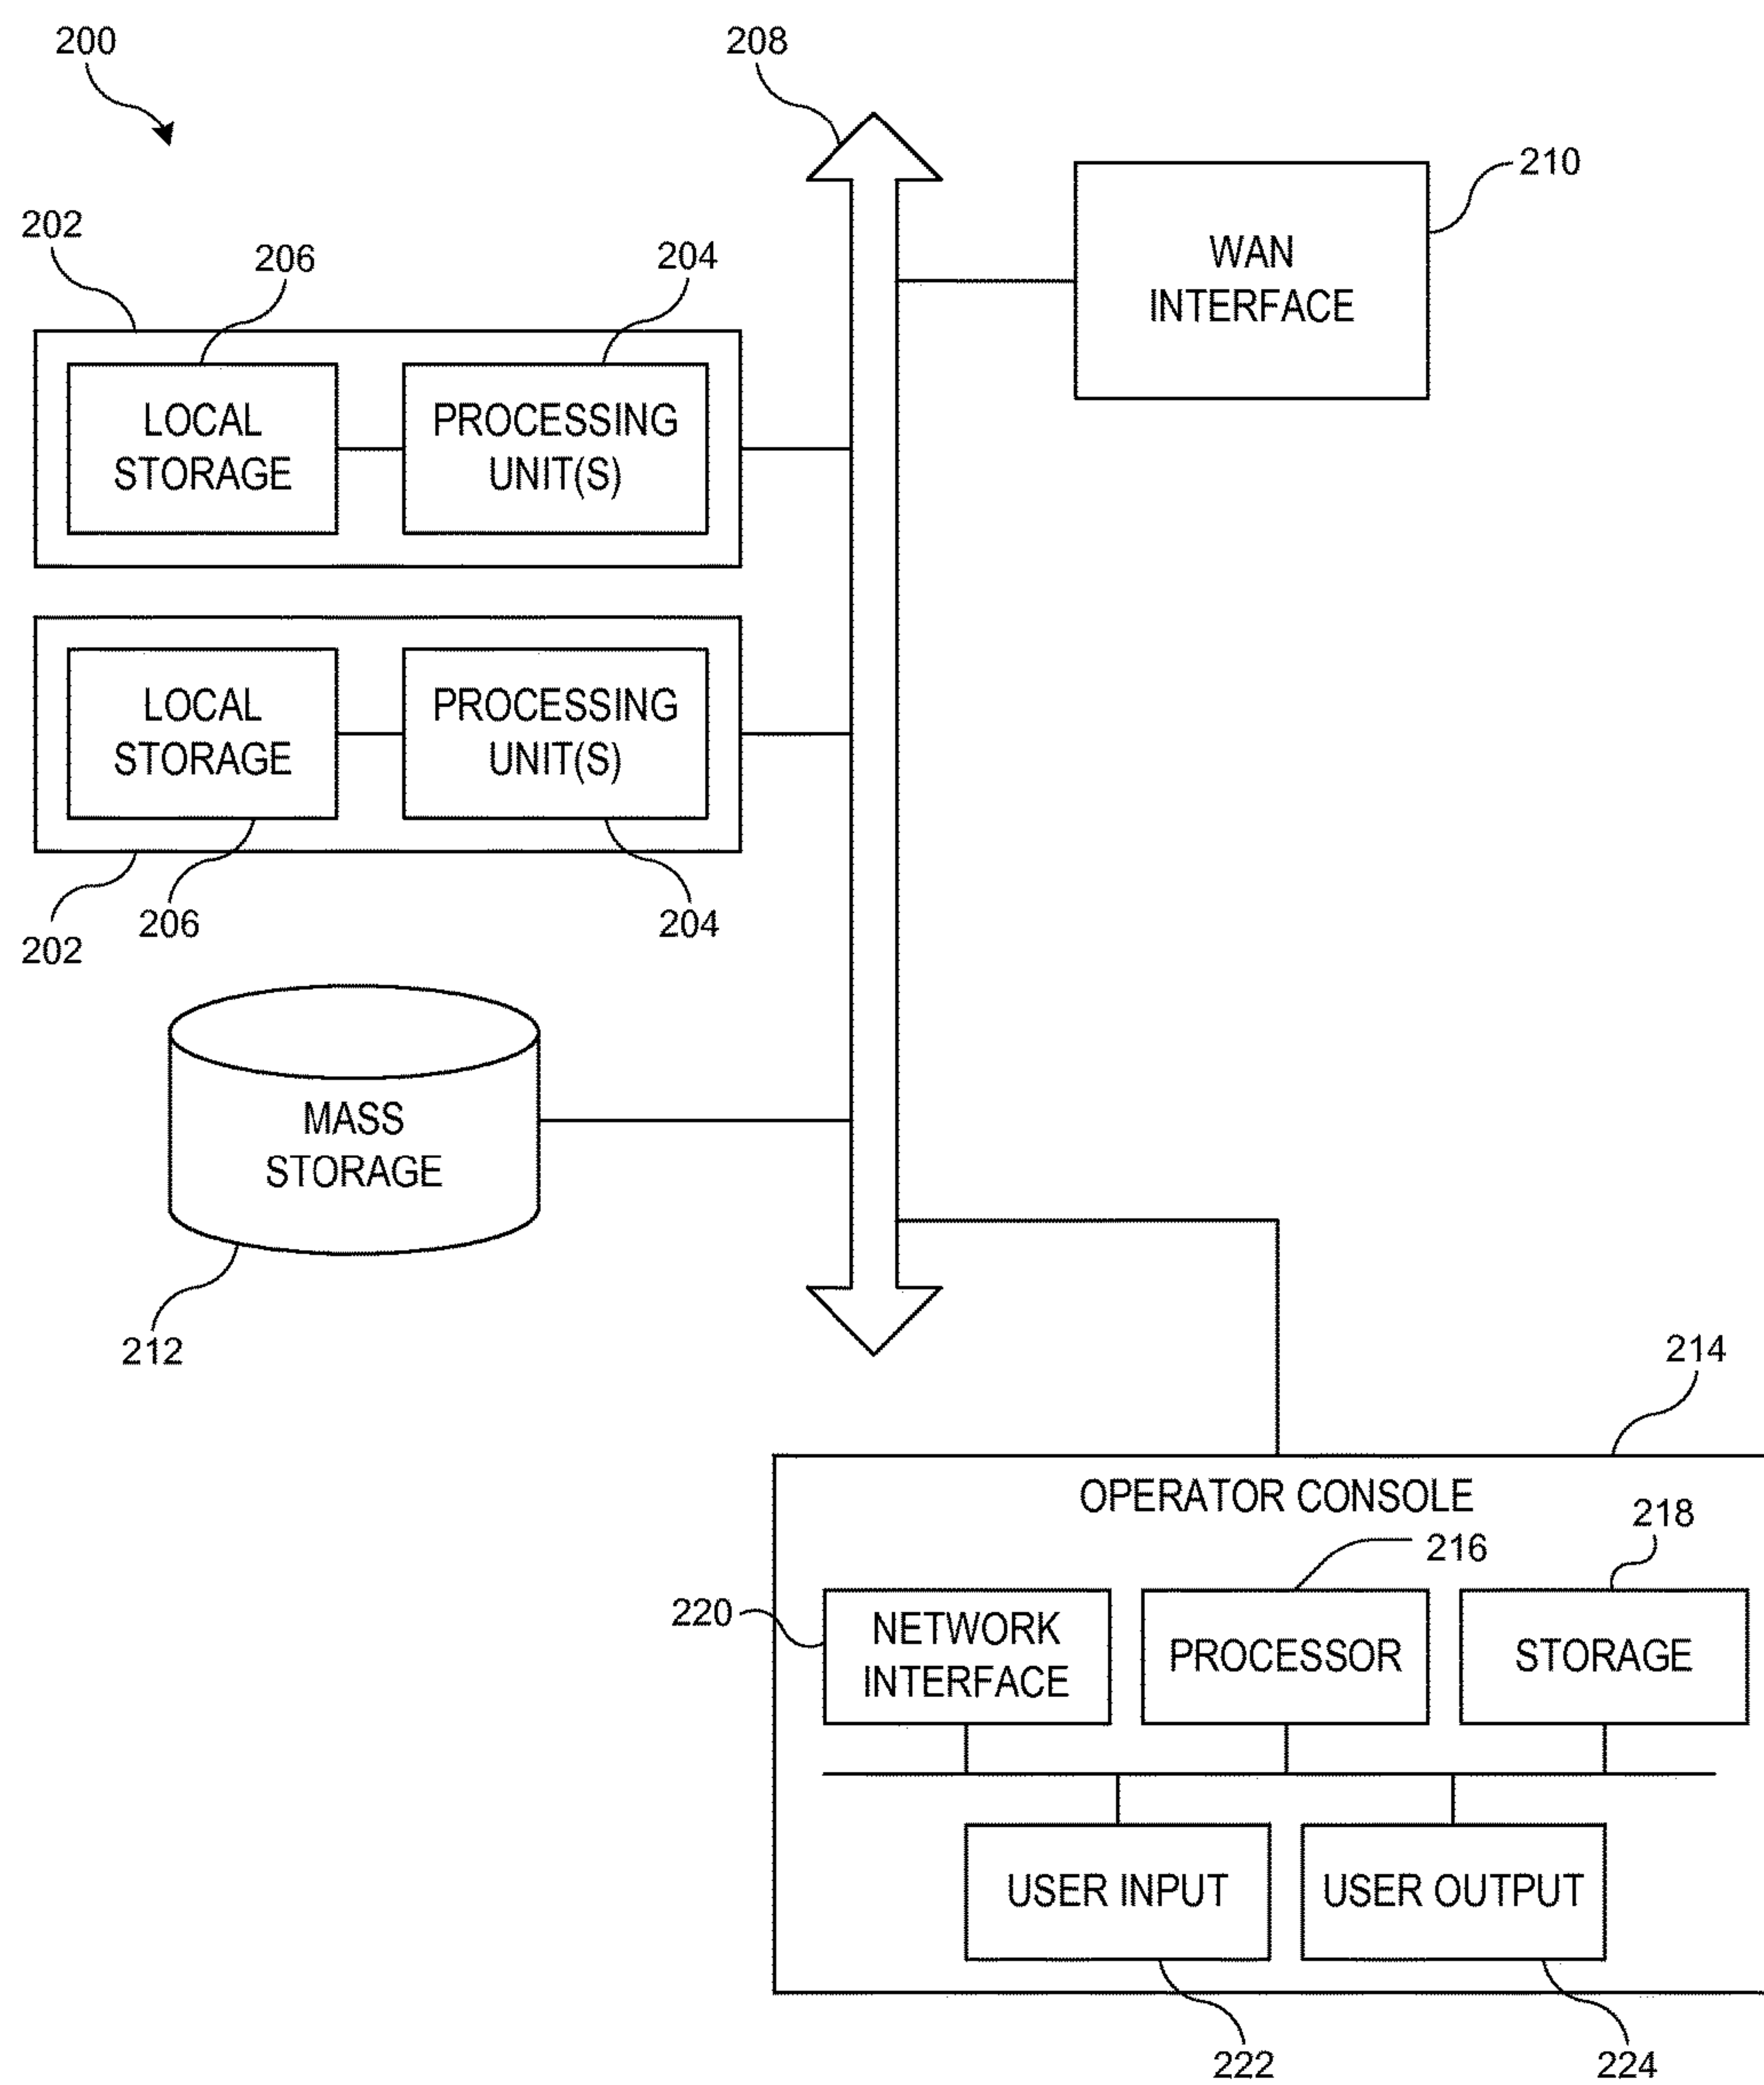 200
208
210
WAN
INTERFACE
202
206
204
LOCAL
STORAGE
PROCESSING
UNIT(S)
LOCAL
STORAGE
PROCESSING
UNIT(S)
206
204
202
MASS
STORAGE
212
214
OPERATOR CONSOLE
218
216
220
NETWORK
INTERFACE
PROCESSOR
STORAGE
USER INPUT
USER OUTPUT
222
224